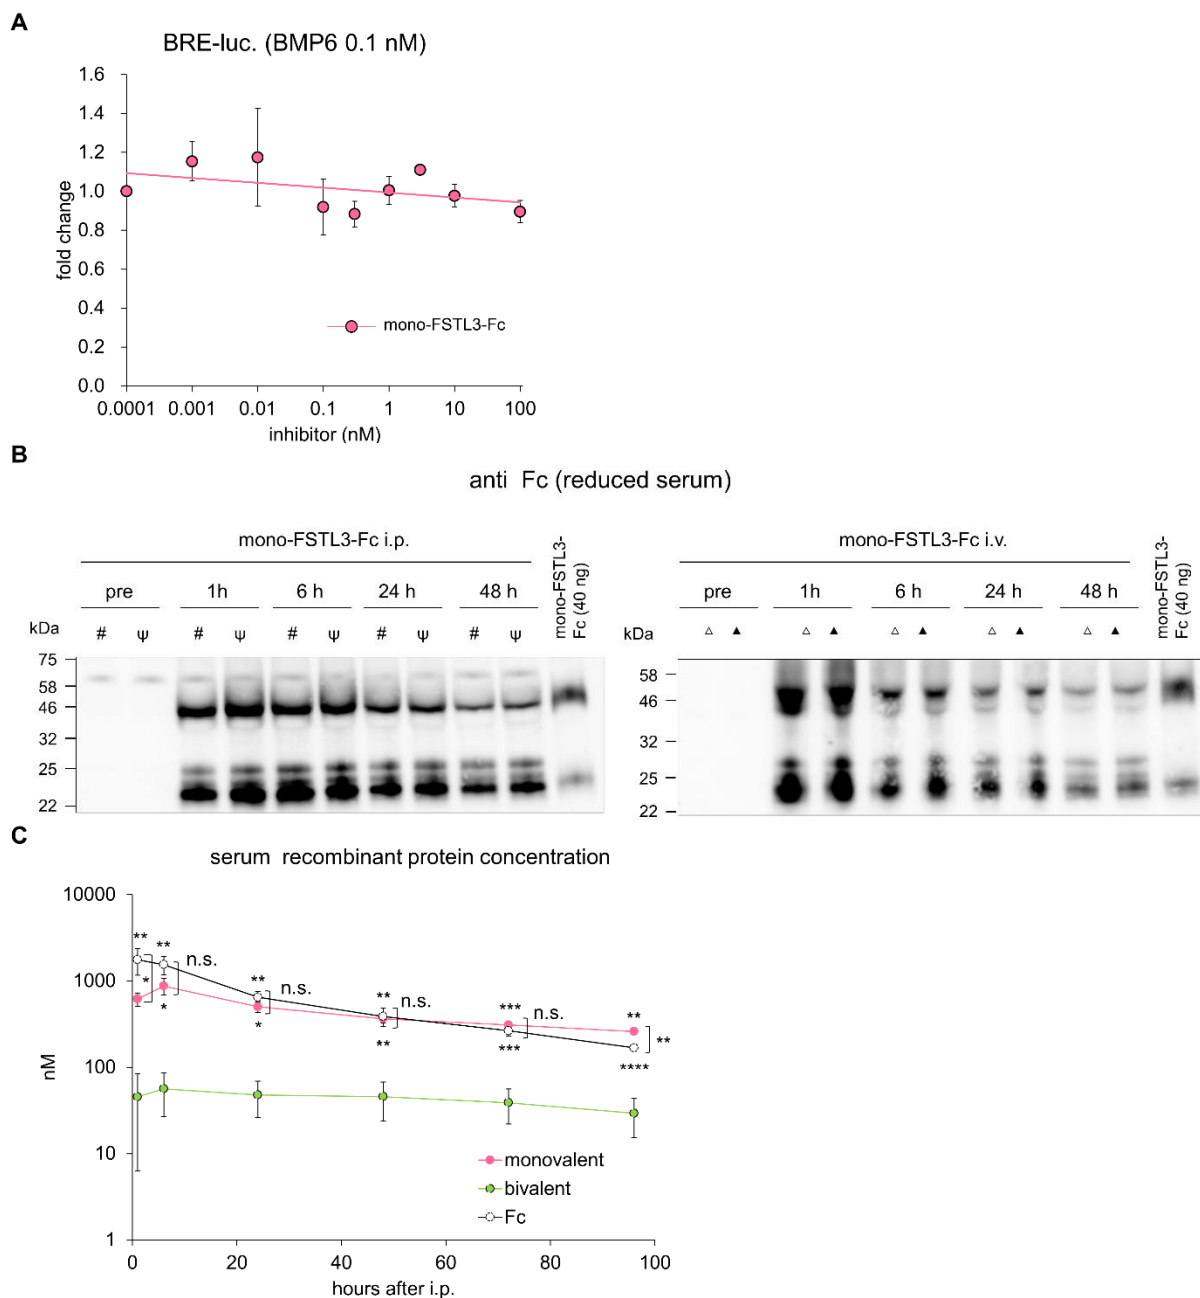 A
BRE-luc. (BMP6 0.1 nM)
1.6
1.4
1.2
1.0
0.8
0.6
0.4
0.2
0.0
fold change
mono-FSTL3-Fc
0.0001 0.001 0.01 0.1 1 10 100
inhibitor (nM)
B
anti Fc (reduced serum)
mono-FSTL3-Fc i.p.
mono-FSTL3-Fc (40 ng)
pre 1h 6 h 24 h 48 h
kDa # ψ # ψ # ψ # ψ # ψ
75
58
46
32
25
22
mono-FSTL3-Fc i.v.
mono-FSTL3-Fc (40 ng)
pre 1h 6 h 24 h 48 h
kDa △ ▲ △ ▲ △ ▲ △ ▲ △ ▲
58
46
32
25
22
C
serum recombinant protein concentration
10000
1000
100
10
1
nM
** ** ** ** *** **
* n.s. n.s. n.s. n.s. **
* * ** *** ****
monovalent
bivalent
Fc
0 20 40 60 80 100
hours after i.p.